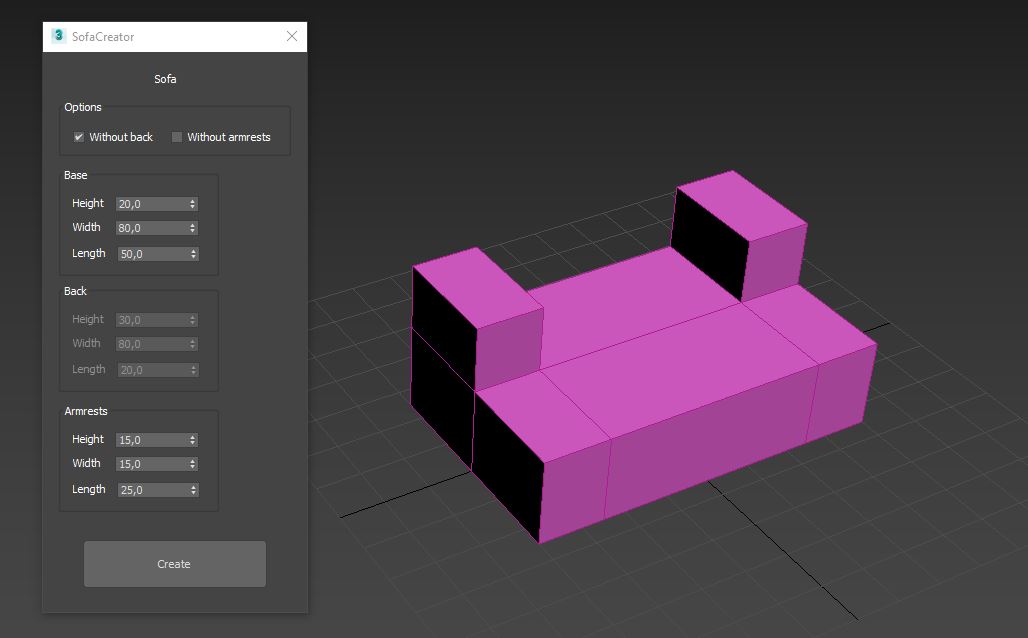 3 SofaCreator
Sofa
Options
Without back Without armrests
Base
Height 20,0
Width 80,0
Length 50,0
Back
Height 30,0
Width 80,0
Length 20,0
Armrests
Height 15,0
Width 15,0
Length 25,0
Create